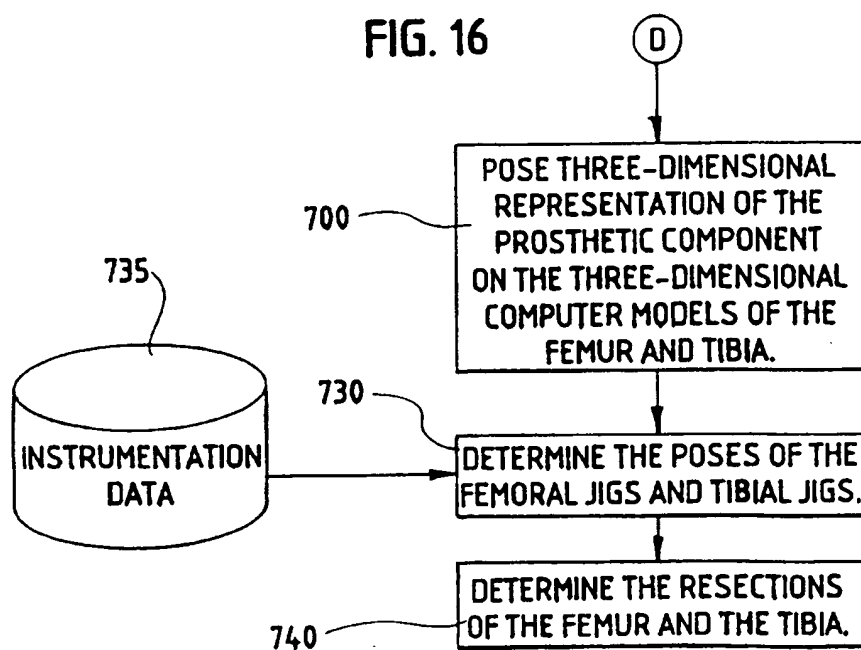 FIG. 16
D
700
POSE THREE-DIMENSIONAL
REPRESENTATION OF THE
PROSTHETIC COMPONENT
ON THE THREE-DIMENSIONAL
COMPUTER MODELS OF THE
FEMUR AND TIBIA.
735
INSTRUMENTATION
DATA
730
DETERMINE THE POSES OF THE
FEMORAL JIGS AND TIBIAL JIGS.
740
DETERMINE THE RESECTIONS
OF THE FEMUR AND THE TIBIA.